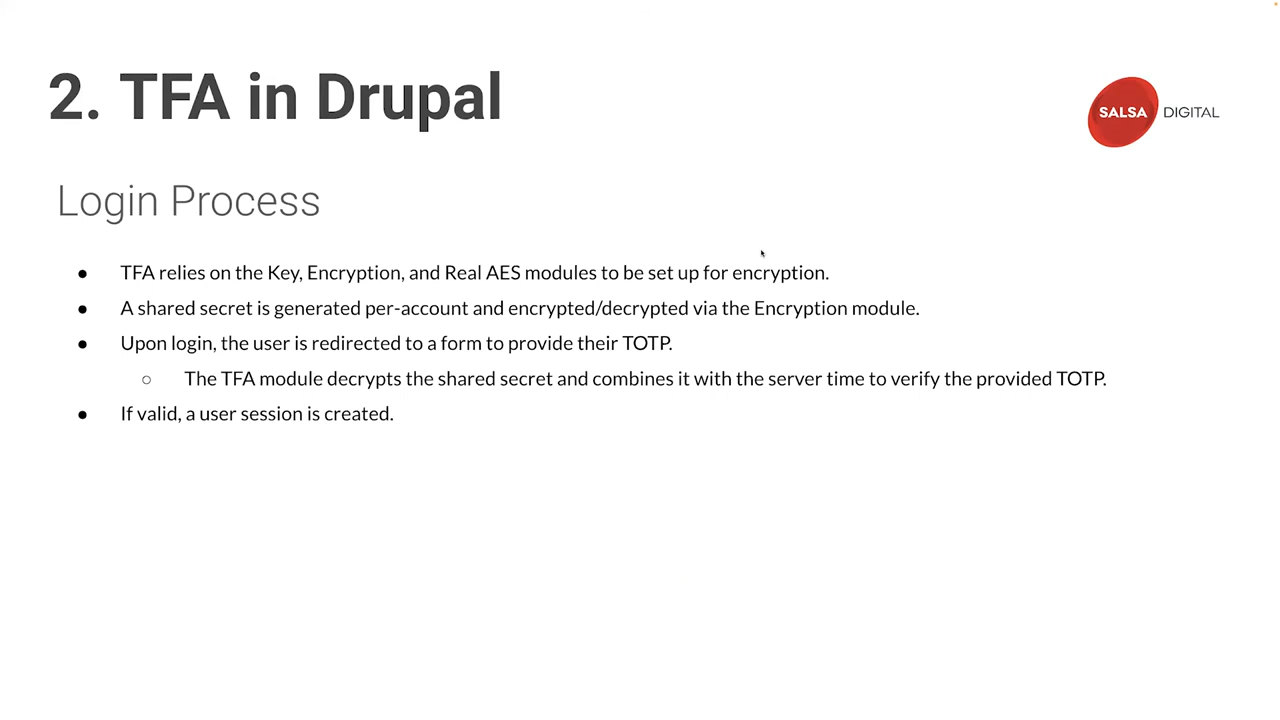 2. TFA in Drupal
SALSA DIGITAL
Login Process
● TFA relies on the Key, Encryption, and Real AES modules to be set up for encryption.
● A shared secret is generated per-account and encrypted/decrypted via the Encryption module.
● Upon login, the user is redirected to a form to provide their TOTP.
○ The TFA module decrypts the shared secret and combines it with the server time to verify the provided TOTP.
● If valid, a user session is created.